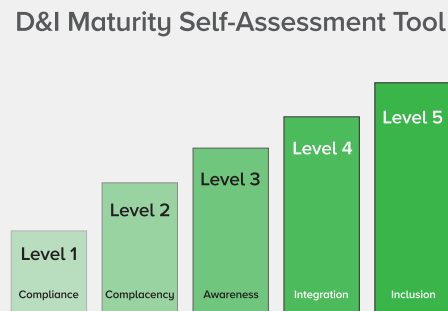 D&I Maturity Self-Assessment Tool
Level 1
Compliance
Level 2
Complacency
Level 3
Awareness
Level 4
Integration
Level 5
Inclusion